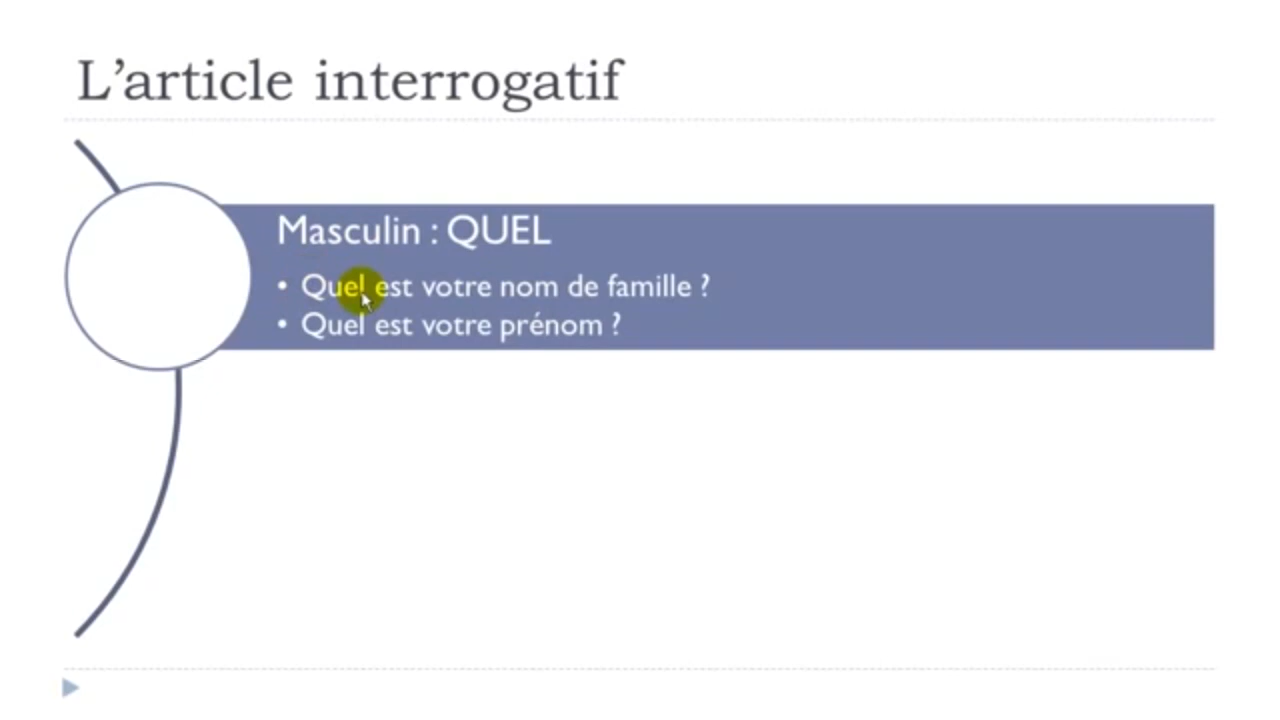 L’article interrogatif
Masculin : QUEL
• Quel est votre nom de famille ?
• Quel est votre prénom ?